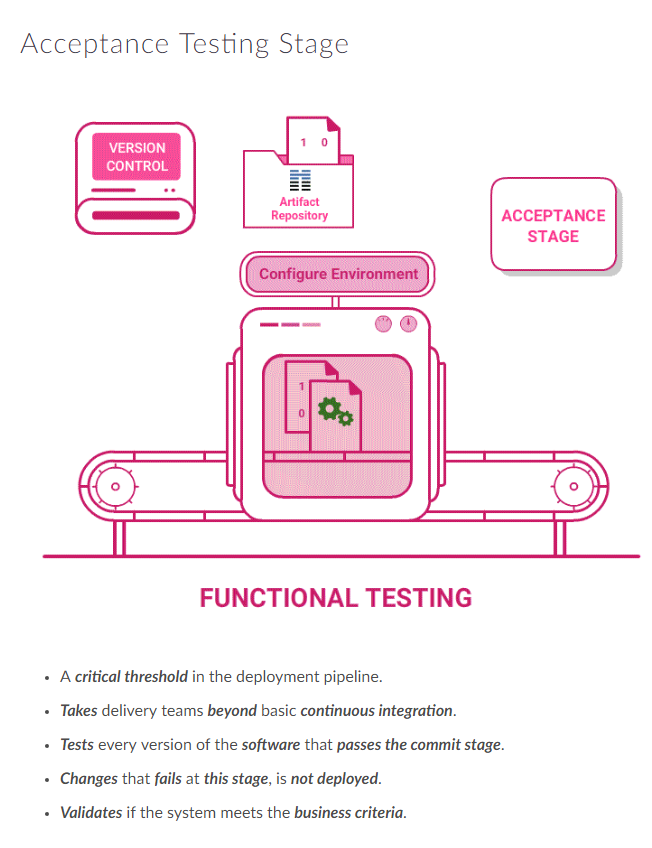 Acceptance Testing Stage
VERSION
CONTROL
1 0
Artifact
Repository
ACCEPTANCE
STAGE
Configure Environment
1
0
FUNCTIONAL TESTING
• A critical threshold in the deployment pipeline.
• Takes delivery teams beyond basic continuous integration.
• Tests every version of the software that passes the commit stage.
• Changes that fails at this stage, is not deployed.
• Validates if the system meets the business criteria.